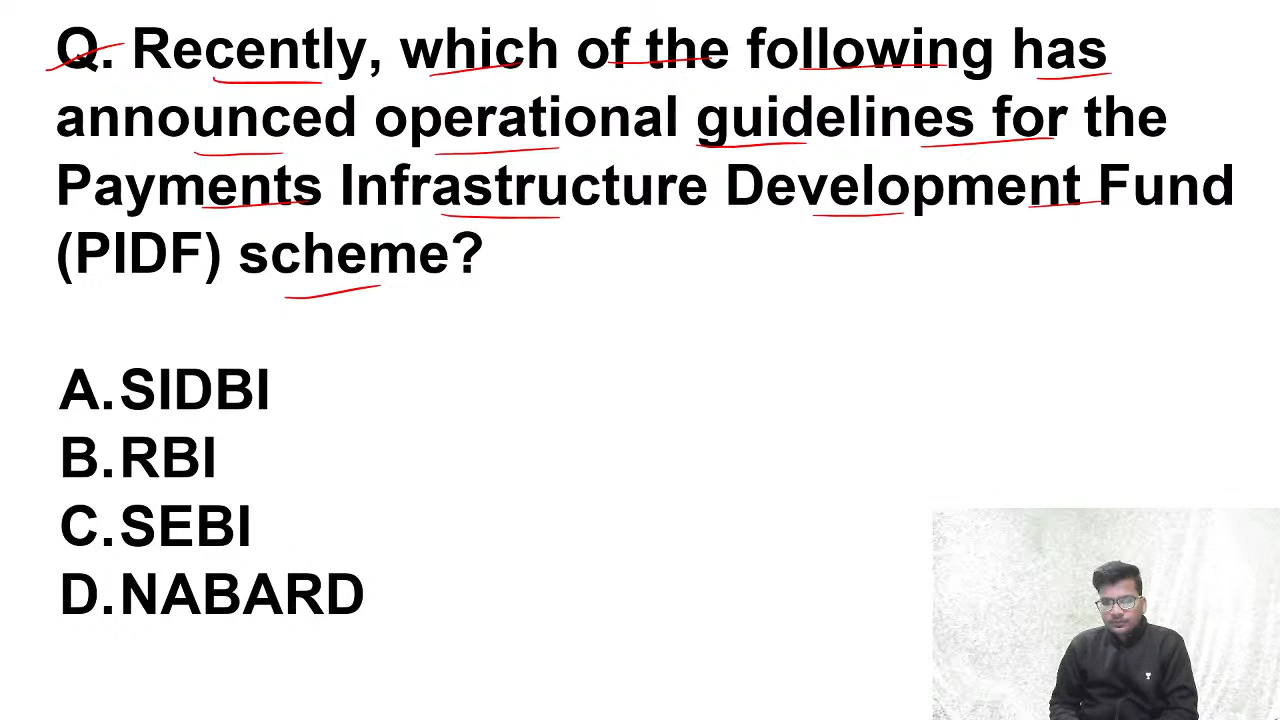 Q. Recently, which of the following has
announced operational guidelines for the
Payments Infrastructure Development Fund
(PIDF) scheme?
A. SIDBI
B. RBI
C. SEBI
D. NABARD